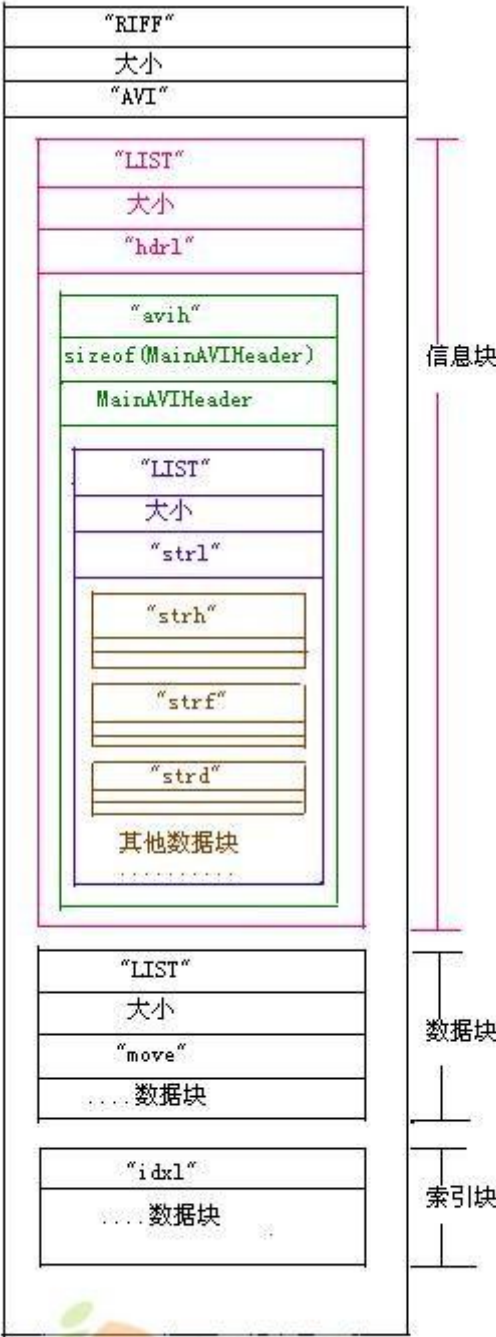 "RIFF"
大小
"AVI"
"LIST"
大小
"hdrl"
"avih"
sizeof(MainAVIHeader)
MainAVIHeader
"LIST"
大小
"strl"
"strh"
"strf"
"strd"
其他数据块
..........
信息块
"LIST"
大小
"move"
....数据块
数据块
"idxl"
....数据块
索引块